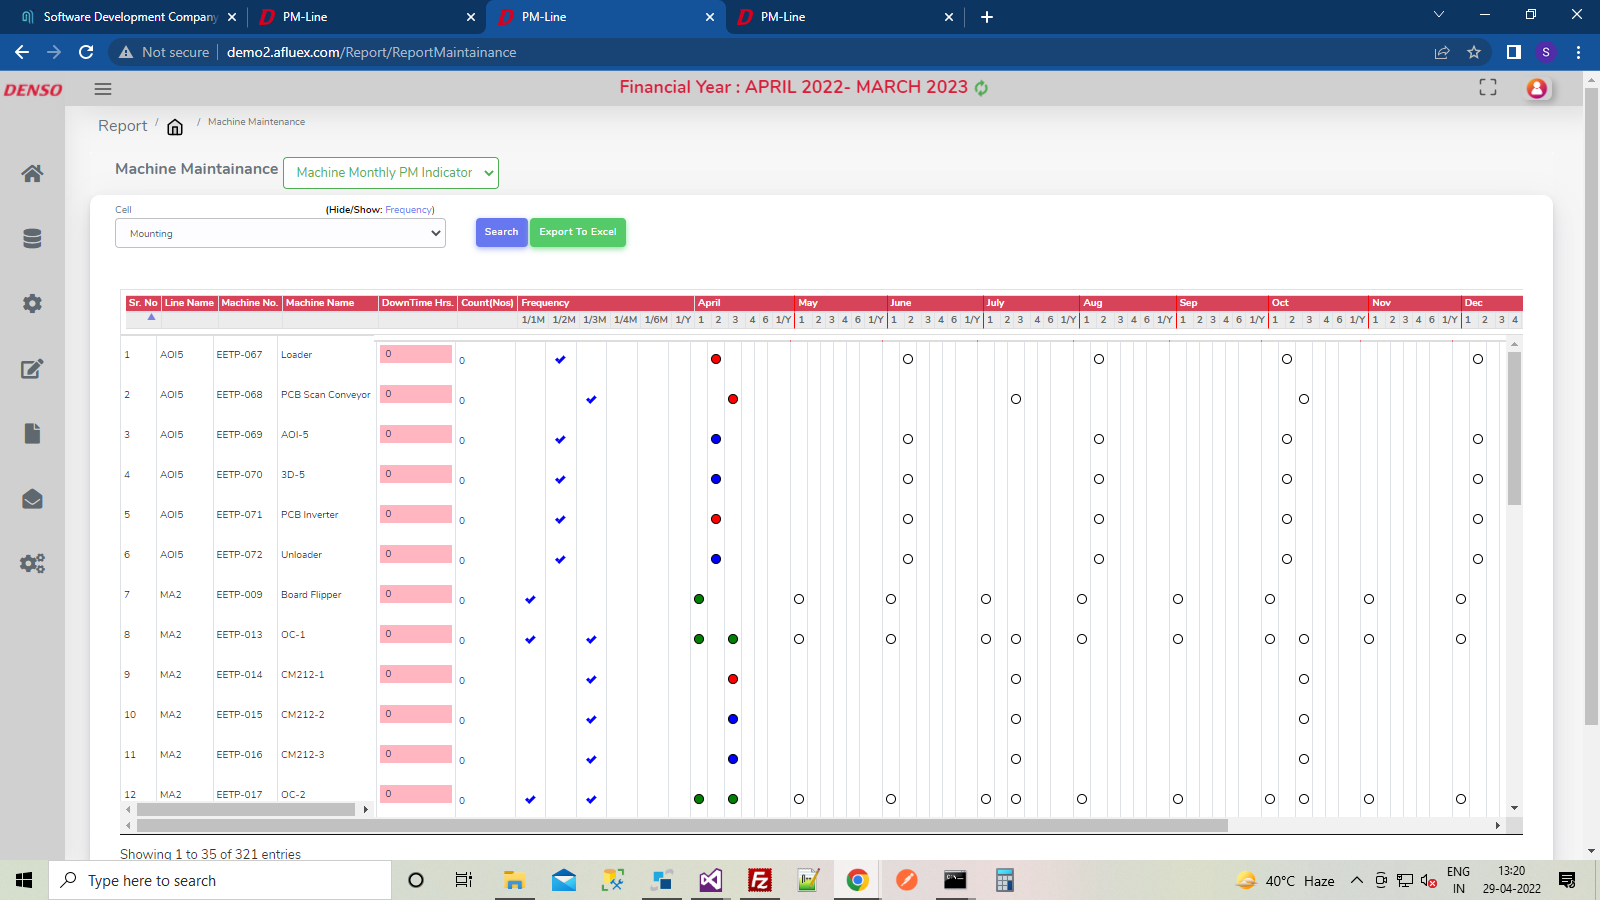 Software Development Company
PM-Line
PM-Line
PM-Line
Not secure
demo2.afluex.com/Report/ReportMaintainance
S
DENSO
Financial Year : APRIL 2022- MARCH 2023
Report / / Machine Maintenance
Machine Maintainance
Machine Monthly PM Indicator
Cell
(Hide/Show: Frequency)
Mounting
Search
Export To Excel
Sr. No Line Name Machine No. Machine Name DownTime Hrs. Count(Nos) Frequency April May June July Aug Sep Oct Nov Dec
1/1M 1/2M 1/3M 1/4M 1/6M 1/Y 1 2 3 4 6 1/Y 1 2 3 4 6 1/Y 1 2 3 4 6 1/Y 1 2 3 4 6 1/Y 1 2 3 4 6 1/Y 1 2 3 4 6 1/Y 1 2 3 4 6 1/Y 1 2 3 4 6 1/Y 1 2 3 4
1 AOI5 EETP-067 Loader 0 0
2 AOI5 EETP-068 PCB Scan Conveyor 0 0
3 AOI5 EETP-069 AOI-5 0 0
4 AOI5 EETP-070 3D-5 0 0
5 AOI5 EETP-071 PCB Inverter 0 0
6 AOI5 EETP-072 Unloader 0 0
7 MA2 EETP-009 Board Flipper 0 0
8 MA2 EETP-013 OC-1 0 0
9 MA2 EETP-014 CM212-1 0 0
10 MA2 EETP-015 CM212-2 0 0
11 MA2 EETP-016 CM212-3 0 0
12 MA2 EETP-017 OC-2 0 0
Showing 1 to 35 of 321 entries
Type here to search
40°C Haze
ENG
IN
13:20
29-04-2022